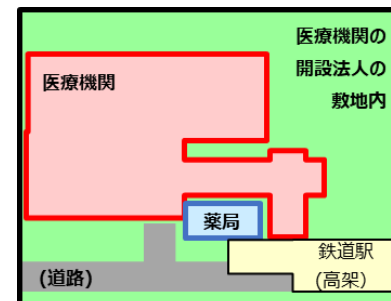 医療機関の
開設法人の
敷地内
医療機関
薬局
鉄道駅
(高架)
(道路)